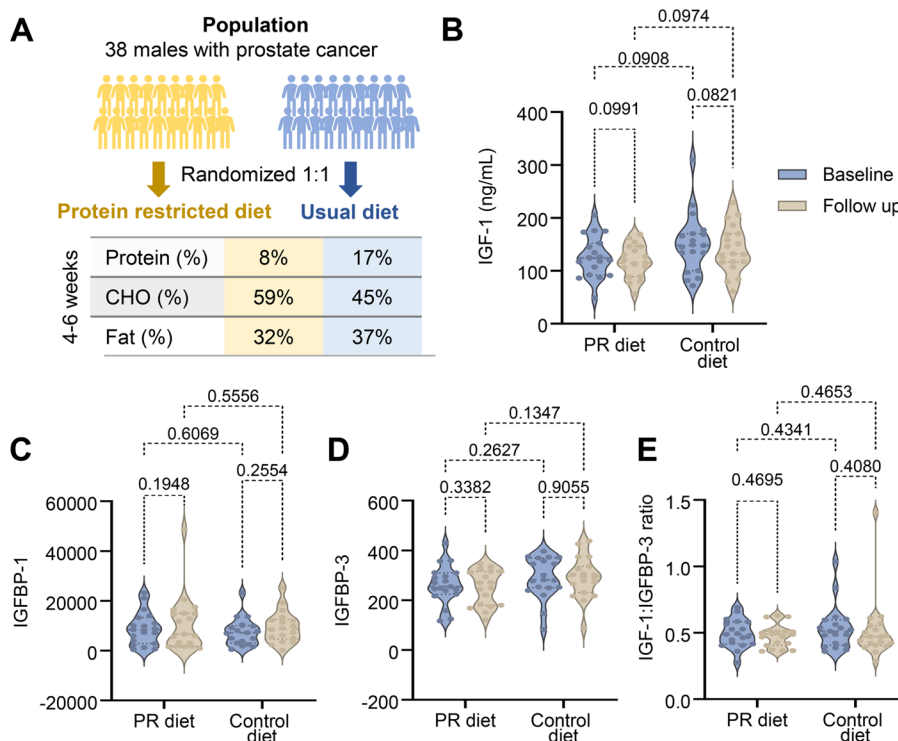 A
Population
38 males with prostate cancer
Randomized 1:1
Protein restricted diet Usual diet
4-6 weeks
Protein (%) 8% 17%
CHO (%) 59% 45%
Fat (%) 32% 37%
B
0.0974
0.0908
0.0991 0.0821
IGF-1 (ng/mL)
400
300
200
100
0
PR diet Control diet
Baseline
Follow up
C
0.5556
0.6069
0.1948 0.2554
IGFBP-1
60000
40000
20000
0
-20000
PR diet Control diet
D
0.1347
0.2627
0.3382 0.9055
IGFBP-3
600
400
200
0
-200
PR diet Control diet
E
0.4653
0.4341
0.4695 0.4080
IGF-1:IGFBP-3 ratio
1.5
1.0
0.5
0.0
PR diet Control diet